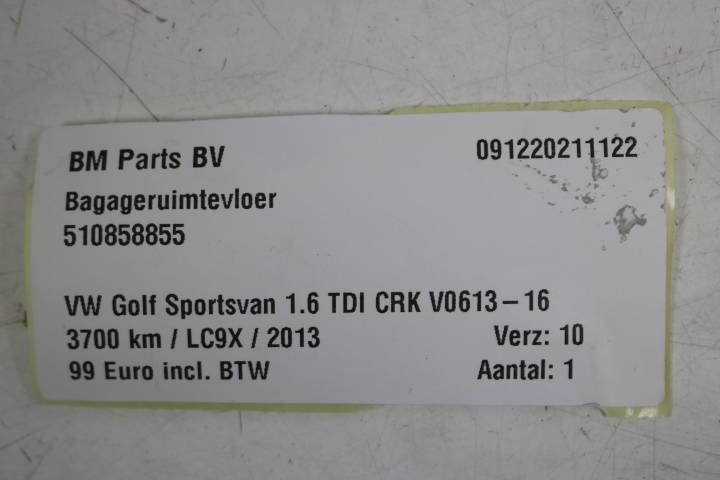 BM Parts BV 091220211122
Bagageruimtevloer
510858855
VW Golf Sportsvan 1.6 TDI CRK V0613-16
3700 km / LC9X / 2013 Verz: 10
99 Euro incl. BTW Aantal: 1